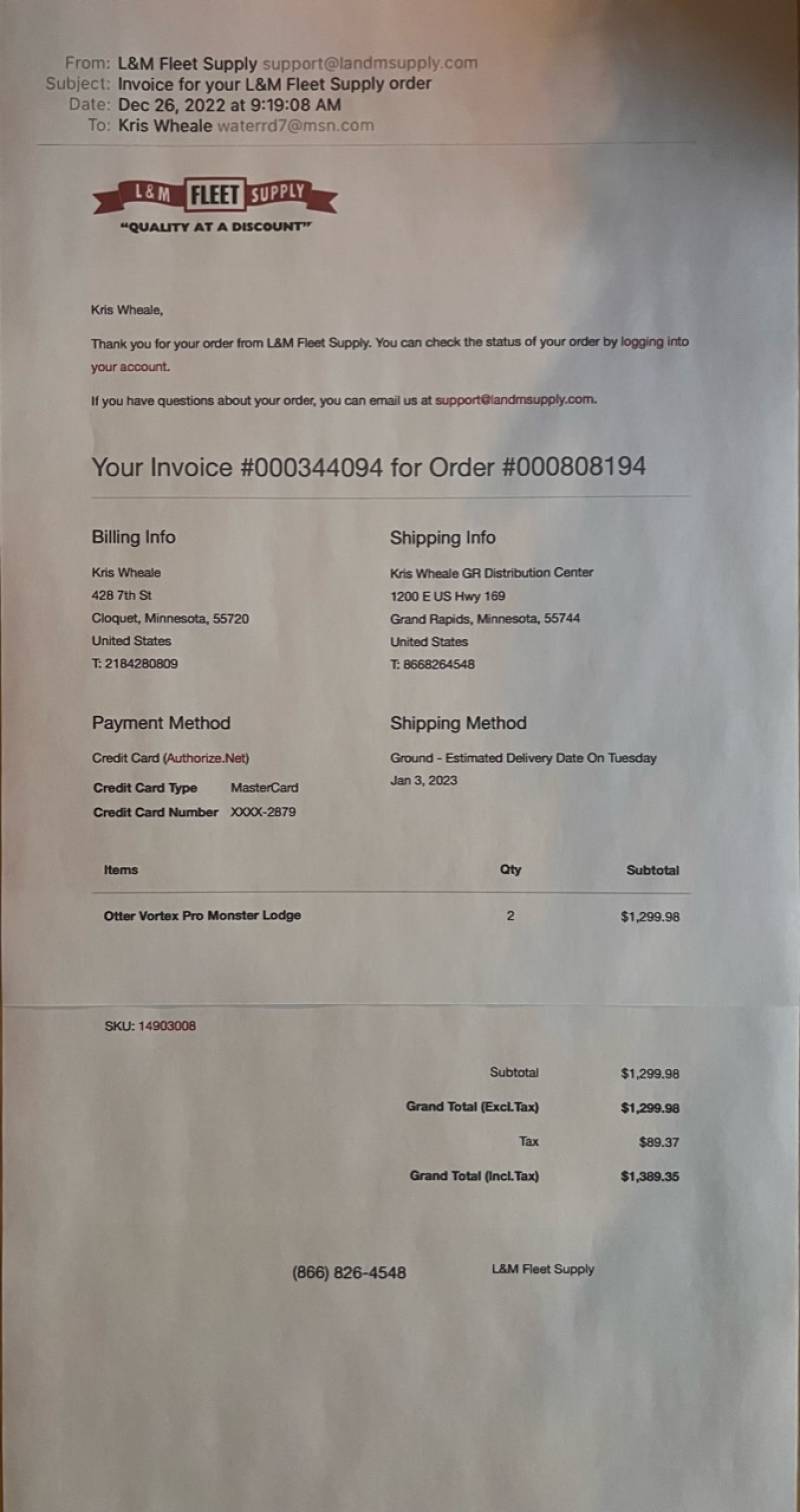 From: L&M Fleet Supply support@landmsupply.com
Subject: Invoice for your L&M Fleet Supply order
Date: Dec 26, 2022 at 9:19:08 AM
To: Kris Wheale waterrd7@msn.com
L&M FLEET SUPPLY
"QUALITY AT A DISCOUNT"
Kris Wheale,
Thank you for your order from L&M Fleet Supply. You can check the status of your order by logging into
your account.
If you have questions about your order, you can email us at support@landmsupply.com.
Your Invoice #000344094 for Order #000808194
Billing Info
Kris Wheale
428 7th St
Cloquet, Minnesota, 55720
United States
T: 2184280809
Shipping Info
Kris Wheale GR Distribution Center
1200 E US Hwy 169
Grand Rapids, Minnesota, 55744
United States
T: 8668264548
Payment Method
Credit Card (Authorize.Net)
Credit Card Type MasterCard
Credit Card Number XXXX-2879
Shipping Method
Ground - Estimated Delivery Date On Tuesday
Jan 3, 2023
Items Qty Subtotal
Otter Vortex Pro Monster Lodge 2 $1,299.98
SKU: 14903008
Subtotal $1,299.98
Grand Total (Excl.Tax) $1,299.98
Tax $89.37
Grand Total (Incl.Tax) $1,389.35
(866) 826-4548 L&M Fleet Supply